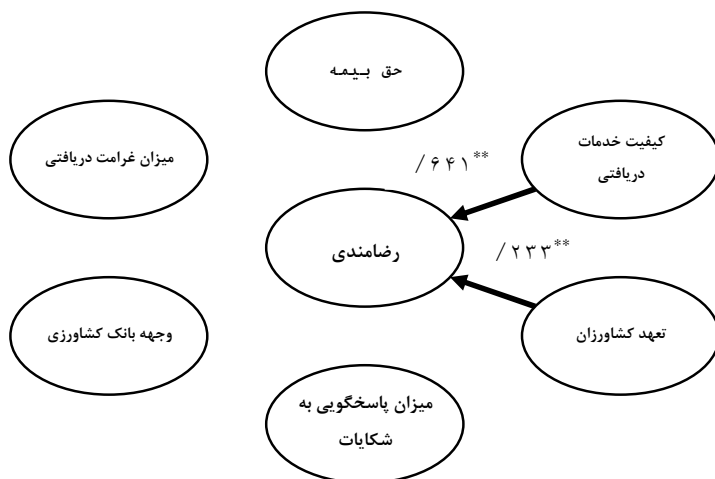 حق بیمه
کیفیت خدمات
دریافتی
میزان غرامت دریافتی
/۶۴۱**
رضامندی
/۲۳۳**
تعهد کشاورزان
وجهه بانک کشاورزی
میزان پاسخگویی به
شکایات